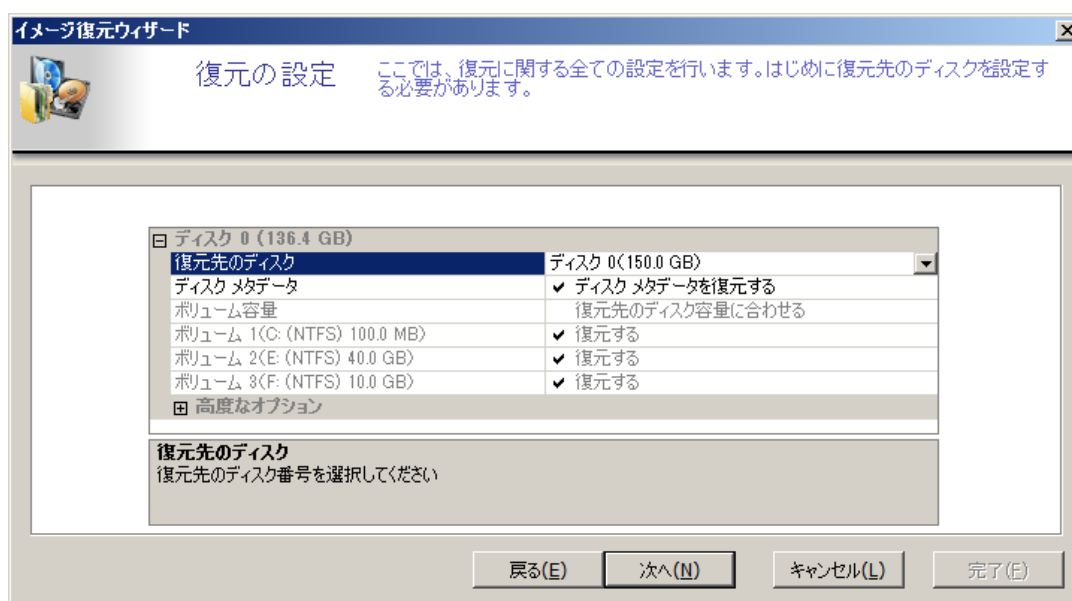 イメージ復元ウィザード
復元の設定
ここでは、復元に関する全ての設定を行います。はじめに復元先のディスクを設定す
る必要があります。
ディスク 0 (136.4 GB)
復元先のディスク ディスク 0(150.0 GB)
ディスク メタデータ ディスク メタデータを復元する
ボリューム容量 復元先のディスク容量に合わせる
ボリューム 1(C: (NTFS) 100.0 MB) 復元する
ボリューム 2(E: (NTFS) 40.0 GB) 復元する
ボリューム 3(F: (NTFS) 10.0 GB) 復元する
高度なオプション
復元先のディスク
復元先のディスク番号を選択してください
戻る(E) 次へ(N) キャンセル(L) 完了(F)